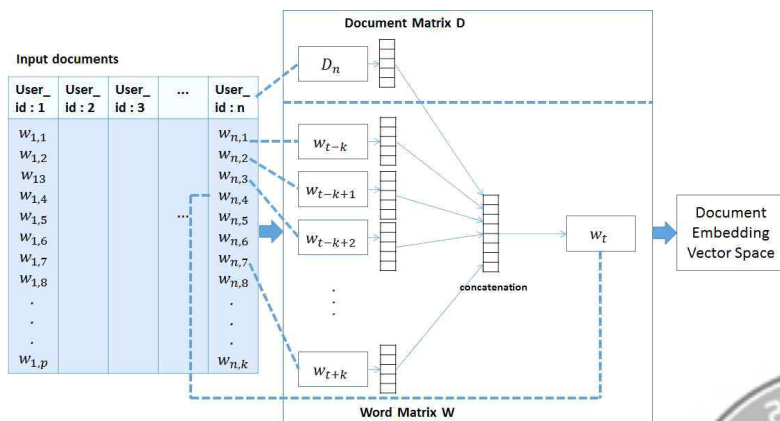 Document Matrix D
Input documents
User_ id : 1
User_ id : 2
User_ id : 3
...
User_ id : n
w1,1
w1,2
w13
w1,4
w1,5
w1,6
w1,7
w1,8
.
.
.
w1,p
...
wn,1
wn,2
wn,3
wn,4
wn,5
wn,6
wn,7
wn,8
.
.
.
wn,k
Dn
wt−k
wt−k+1
wt−k+2
.
.
.
wt+k
concatenation
wt
Document
Embedding
Vector Space
Word Matrix W